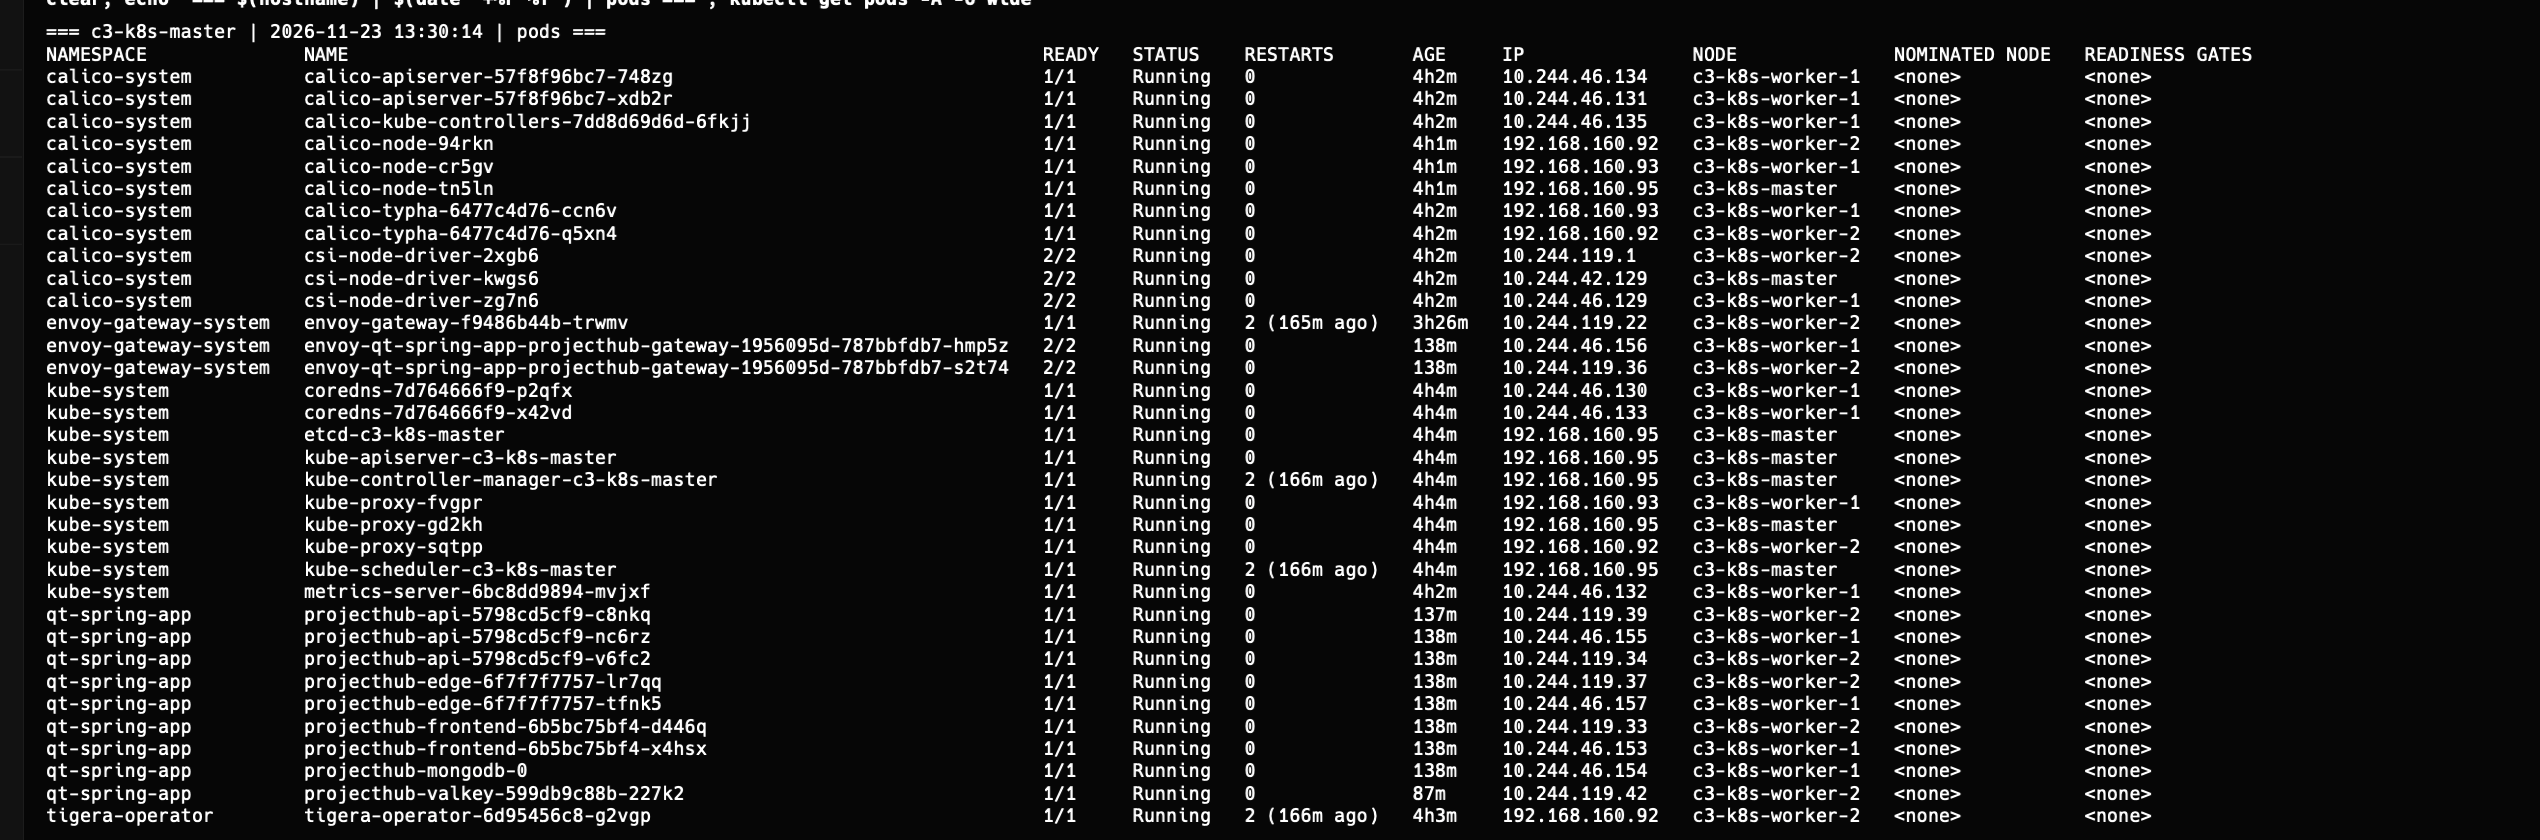 clear; echo "=== $(hostname) | $(date '+%F %T') | pods ==="; kubectl get pods -A -o wide
=== c3-k8s-master | 2026-11-23 13:30:14 | pods ===
NAMESPACE NAME READY STATUS RESTARTS AGE IP NODE NOMINATED NODE READINESS GATES
calico-system calico-apiserver-57f8f96bc7-748zg 1/1 Running 0 4h2m 10.244.46.134 c3-k8s-worker-1 <none> <none>
calico-system calico-apiserver-57f8f96bc7-xdb2r 1/1 Running 0 4h2m 10.244.46.131 c3-k8s-worker-1 <none> <none>
calico-system calico-kube-controllers-7dd8d69d6d-6fkjj 1/1 Running 0 4h2m 10.244.46.135 c3-k8s-worker-1 <none> <none>
calico-system calico-node-94rkn 1/1 Running 0 4h1m 192.168.160.92 c3-k8s-worker-2 <none> <none>
calico-system calico-node-cr5gv 1/1 Running 0 4h1m 192.168.160.93 c3-k8s-worker-1 <none> <none>
calico-system calico-node-tn5ln 1/1 Running 0 4h1m 192.168.160.95 c3-k8s-master <none> <none>
calico-system calico-typha-6477c4d76-ccn6v 1/1 Running 0 4h2m 192.168.160.93 c3-k8s-worker-1 <none> <none>
calico-system calico-typha-6477c4d76-q5xn4 1/1 Running 0 4h2m 192.168.160.92 c3-k8s-worker-2 <none> <none>
calico-system csi-node-driver-2xgb6 2/2 Running 0 4h2m 10.244.119.1 c3-k8s-worker-2 <none> <none>
calico-system csi-node-driver-kwgs6 2/2 Running 0 4h2m 10.244.42.129 c3-k8s-master <none> <none>
calico-system csi-node-driver-zg7n6 2/2 Running 0 4h2m 10.244.46.129 c3-k8s-worker-1 <none> <none>
envoy-gateway-system envoy-gateway-f9486b44b-trwmv 1/1 Running 2 (165m ago) 3h26m 10.244.119.22 c3-k8s-worker-2 <none> <none>
envoy-gateway-system envoy-qt-spring-app-projecthub-gateway-1956095d-787bbfdb7-hmp5z 2/2 Running 0 138m 10.244.46.156 c3-k8s-worker-1 <none> <none>
envoy-gateway-system envoy-qt-spring-app-projecthub-gateway-1956095d-787bbfdb7-s2t74 2/2 Running 0 138m 10.244.119.36 c3-k8s-worker-2 <none> <none>
kube-system coredns-7d764666f9-p2qfx 1/1 Running 0 4h4m 10.244.46.130 c3-k8s-worker-1 <none> <none>
kube-system coredns-7d764666f9-x42vd 1/1 Running 0 4h4m 10.244.46.133 c3-k8s-worker-1 <none> <none>
kube-system etcd-c3-k8s-master 1/1 Running 0 4h4m 192.168.160.95 c3-k8s-master <none> <none>
kube-system kube-apiserver-c3-k8s-master 1/1 Running 0 4h4m 192.168.160.95 c3-k8s-master <none> <none>
kube-system kube-controller-manager-c3-k8s-master 1/1 Running 2 (166m ago) 4h4m 192.168.160.95 c3-k8s-master <none> <none>
kube-system kube-proxy-fvgpr 1/1 Running 0 4h4m 192.168.160.93 c3-k8s-worker-1 <none> <none>
kube-system kube-proxy-gd2kh 1/1 Running 0 4h4m 192.168.160.95 c3-k8s-master <none> <none>
kube-system kube-proxy-sqtpp 1/1 Running 0 4h4m 192.168.160.92 c3-k8s-worker-2 <none> <none>
kube-system kube-scheduler-c3-k8s-master 1/1 Running 2 (166m ago) 4h4m 192.168.160.95 c3-k8s-master <none> <none>
kube-system metrics-server-6bc8dd9894-mvjxf 1/1 Running 0 4h2m 10.244.46.132 c3-k8s-worker-1 <none> <none>
qt-spring-app projecthub-api-5798cd5cf9-c8nkq 1/1 Running 0 137m 10.244.119.39 c3-k8s-worker-2 <none> <none>
qt-spring-app projecthub-api-5798cd5cf9-nc6rz 1/1 Running 0 138m 10.244.46.155 c3-k8s-worker-1 <none> <none>
qt-spring-app projecthub-api-5798cd5cf9-v6fc2 1/1 Running 0 138m 10.244.119.34 c3-k8s-worker-2 <none> <none>
qt-spring-app projecthub-edge-6f7f7f7757-lr7qq 1/1 Running 0 138m 10.244.119.37 c3-k8s-worker-2 <none> <none>
qt-spring-app projecthub-edge-6f7f7f7757-tfnk5 1/1 Running 0 138m 10.244.46.157 c3-k8s-worker-1 <none> <none>
qt-spring-app projecthub-frontend-6b5bc75bf4-d446q 1/1 Running 0 138m 10.244.119.33 c3-k8s-worker-2 <none> <none>
qt-spring-app projecthub-frontend-6b5bc75bf4-x4hsx 1/1 Running 0 138m 10.244.46.153 c3-k8s-worker-1 <none> <none>
qt-spring-app projecthub-mongodb-0 1/1 Running 0 138m 10.244.46.154 c3-k8s-worker-1 <none> <none>
qt-spring-app projecthub-valkey-599db9c88b-227k2 1/1 Running 0 87m 10.244.119.42 c3-k8s-worker-2 <none> <none>
tigera-operator tigera-operator-6d95456c8-g2vgp 1/1 Running 2 (166m ago) 4h3m 192.168.160.92 c3-k8s-worker-2 <none> <none>